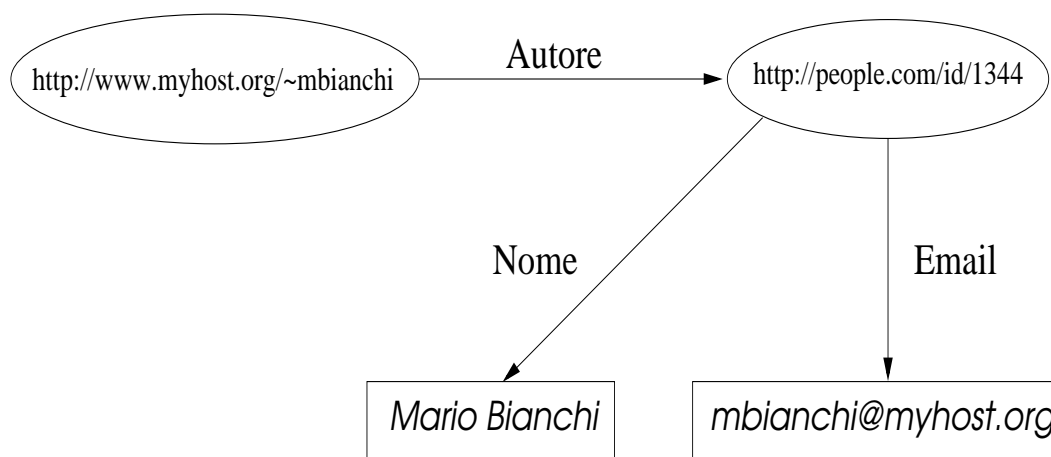 Autore
http://www.myhost.org/~mbianchi
http://people.com/id/1344
Nome
Email
Mario Bianchi
mbianchi@myhost.org